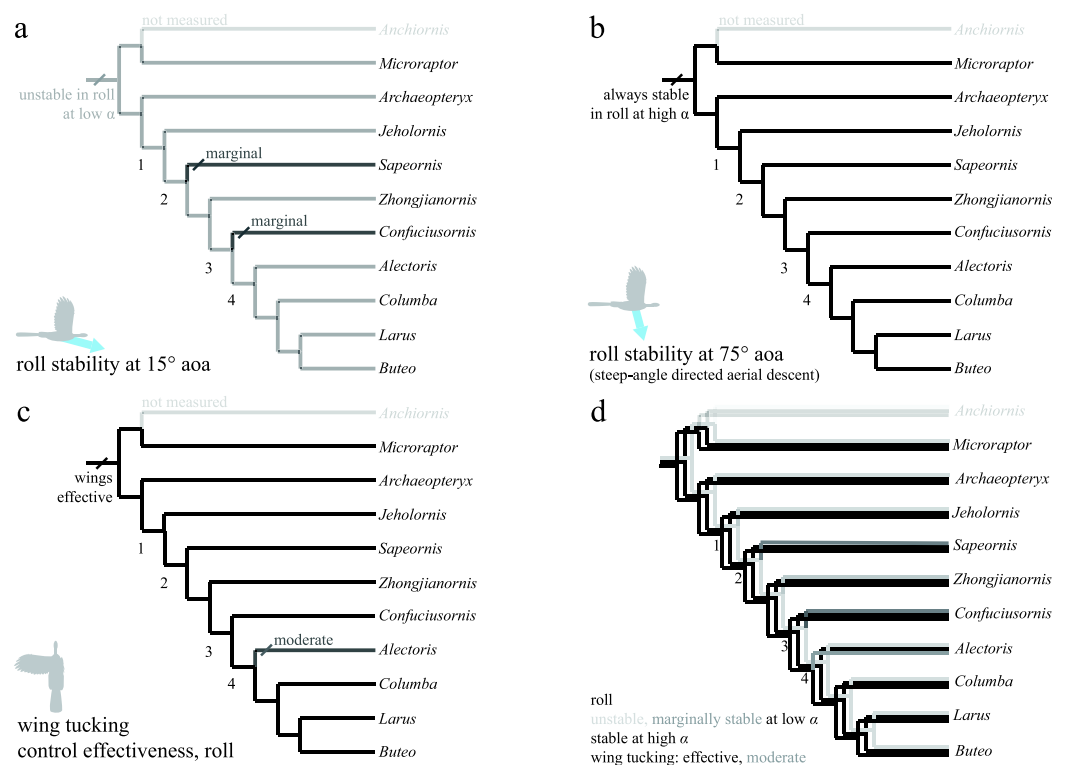 a
not measured
Anchiornis
Microraptor
unstable in roll
at low α
Archaeopteryx
Jeholornis
marginal
1
Sapeornis
2
Zhongjianornis
marginal
Confuciusornis
3
Alectoris
4
Columba
Larus
Buteo
roll stability at 15° aoa
b
not measured
Anchiornis
Microraptor
always stable
in roll at high α
Archaeopteryx
Jeholornis
1
Sapeornis
2
Zhongjianornis
Confuciusornis
3
Alectoris
4
Columba
Larus
Buteo
roll stability at 75° aoa
(steep-angle directed aerial descent)
c
not measured
Anchiornis
Microraptor
wings
effective
Archaeopteryx
Jeholornis
1
Sapeornis
2
Zhongjianornis
Confuciusornis
3
moderate
Alectoris
4
Columba
Larus
Buteo
wing tucking
control effectiveness, roll
d
Anchiornis
Microraptor
Archaeopteryx
Jeholornis
1
Sapeornis
2
Zhongjianornis
Confuciusornis
3
Alectoris
4
Columba
Larus
Buteo
roll
unstable, marginally stable at low α
stable at high α
wing tucking: effective, moderate